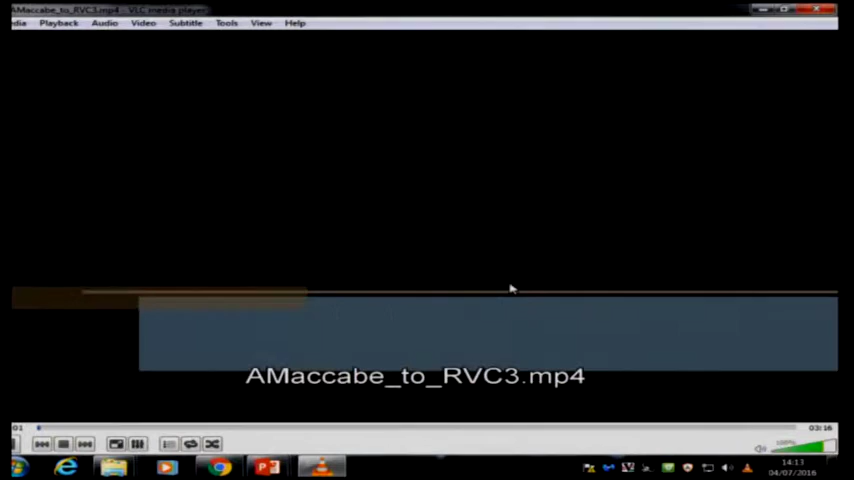 AMaccabe_to_RVC3.mp4 - VLC media player
Playback Audio Video Subtitle Tools View Help
AMaccabe_to_RVC3.mp4
03:16
100%
14:13
04/07/2016